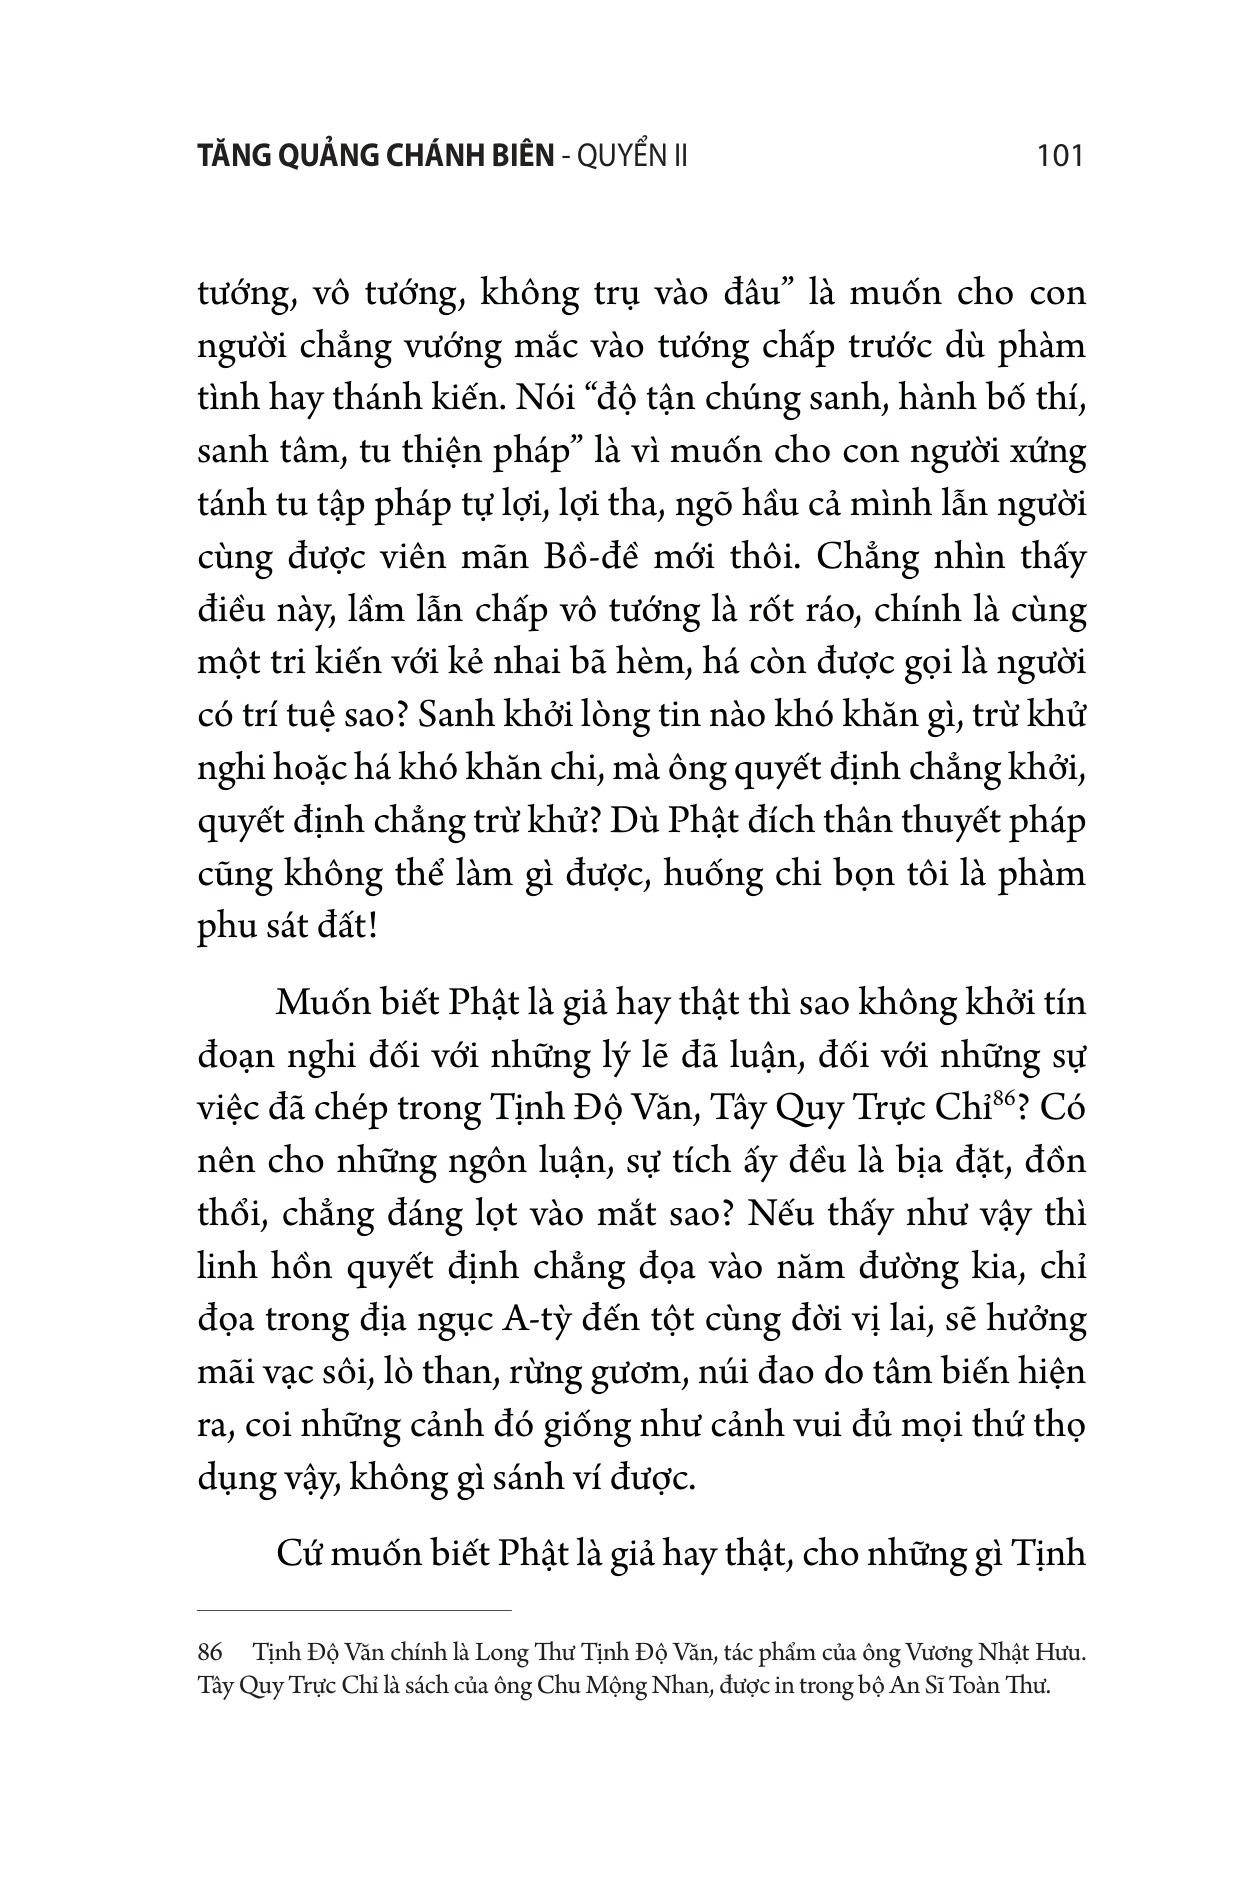 TĂNG QUẢNG CHÁNH BIÊN - QUYỂN II 101
tướng, vô tướng, không trụ vào đâu” là muốn cho con
người chẳng vướng mắc vào tướng chấp trước dù phàm
tình hay thánh kiến. Nói “độ tận chúng sanh, hành bố thí,
sanh tâm, tu thiện pháp” là vì muốn cho con người xứng
tánh tu tập pháp tự lợi, lợi tha, ngõ hầu cả mình lẫn người
cùng được viên mãn Bồ-đề mới thôi. Chẳng nhìn thấy
điều này, lầm lẫn chấp vô tướng là rốt ráo, chính là cùng
một tri kiến với kẻ nhai bã hèm, há còn được gọi là người
có trí tuệ sao? Sanh khởi lòng tin nào khó khăn gì, trừ khử
nghi hoặc há khó khăn chi, mà ông quyết định chẳng khởi,
quyết định chẳng trừ khử? Dù Phật đích thân thuyết pháp
cũng không thể làm gì được, huống chi bọn tôi là phàm
phu sát đất!
Muốn biết Phật là giả hay thật thì sao không khởi tín
đoạn nghi đối với những lý lẽ đã luận, đối với những sự
việc đã chép trong Tịnh Độ Văn, Tây Quy Trực Chỉ86? Có
nên cho những ngôn luận, sự tích ấy đều là bịa đặt, đồn
thổi, chẳng đáng lọt vào mắt sao? Nếu thấy như vậy thì
linh hồn quyết định chẳng đọa vào năm đường kia, chỉ
đọa trong địa ngục A-tỳ đến tột cùng đời vị lai, sẽ hưởng
mãi vạc sôi, lò than, rừng gươm, núi đao do tâm biến hiện
ra, coi những cảnh đó giống như cảnh vui đủ mọi thứ thọ
dụng vậy, không gì sánh ví được.
Cứ muốn biết Phật là giả hay thật, cho những gì Tịnh
86 Tịnh Độ Văn chính là Long Thư Tịnh Độ Văn, tác phẩm của ông Vương Nhật Hưu.
Tây Quy Trực Chỉ là sách của ông Chu Mộng Nhan, được in trong bộ An Sĩ Toàn Thư.